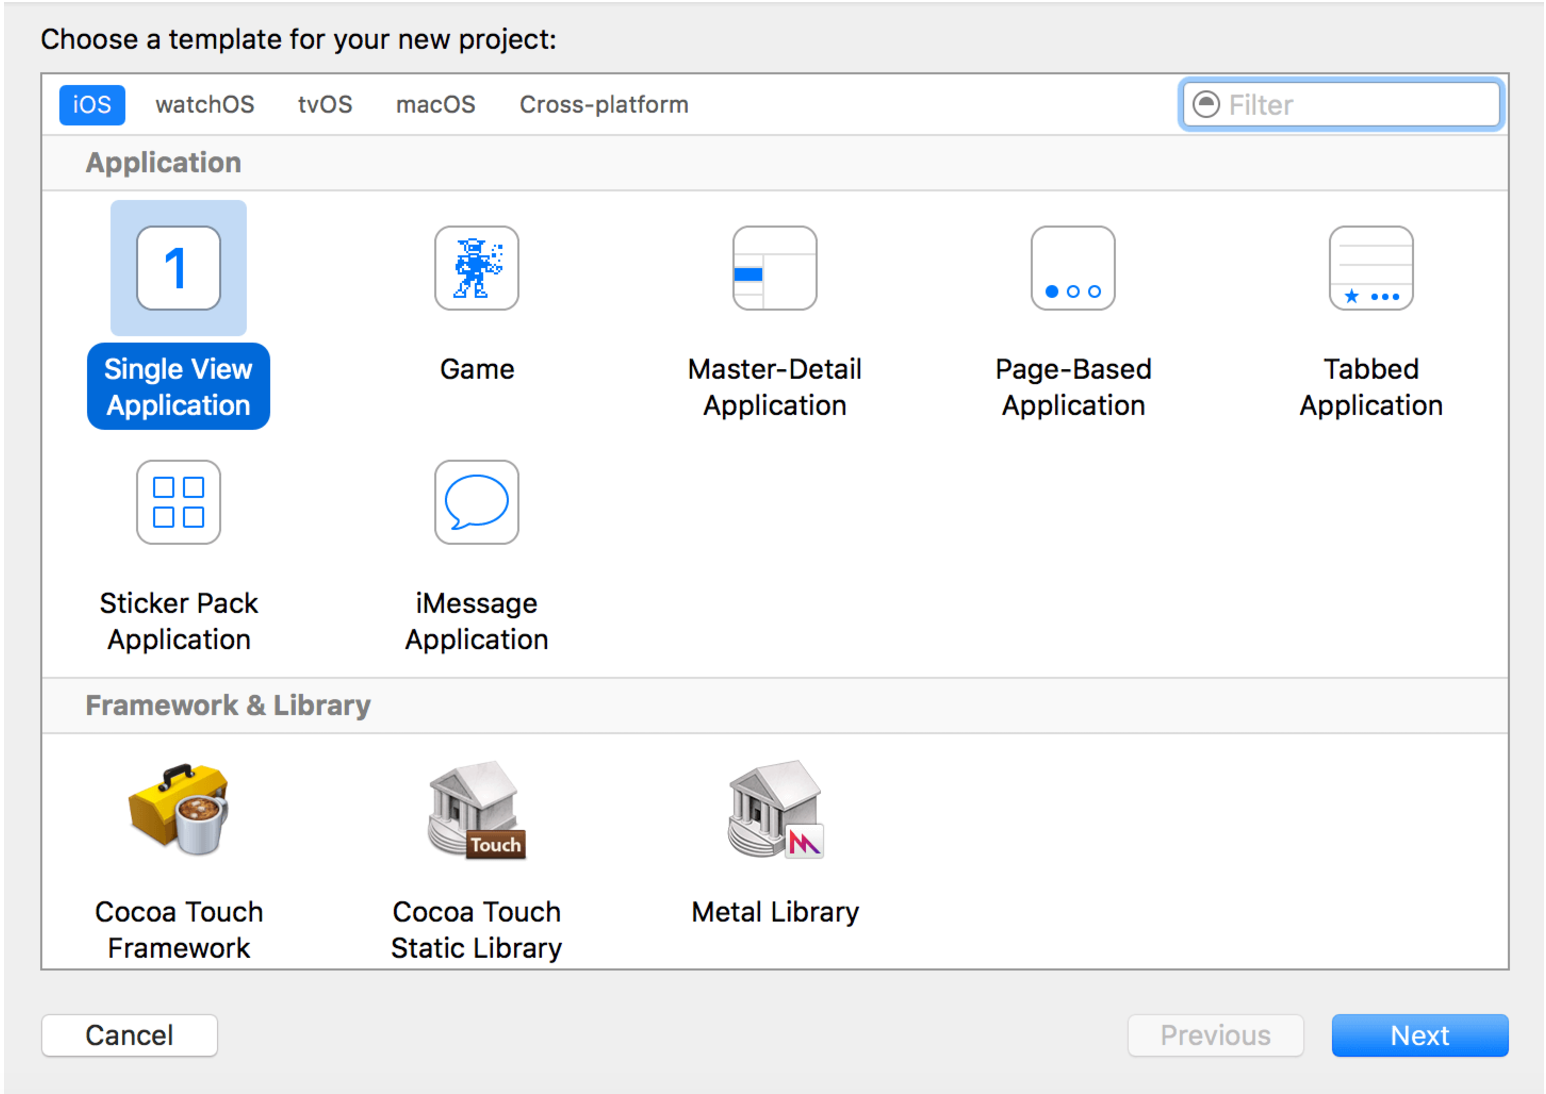 Choose a template for your new project:
iOS watchOS tvOS macOS Cross-platform Filter
Application
1
Single View Application
Game
Master-Detail Application
Page-Based Application
Tabbed Application
Sticker Pack Application
iMessage Application
Framework & Library
Touch
Cocoa Touch Framework
Cocoa Touch Static Library
Metal Library
Cancel Previous Next